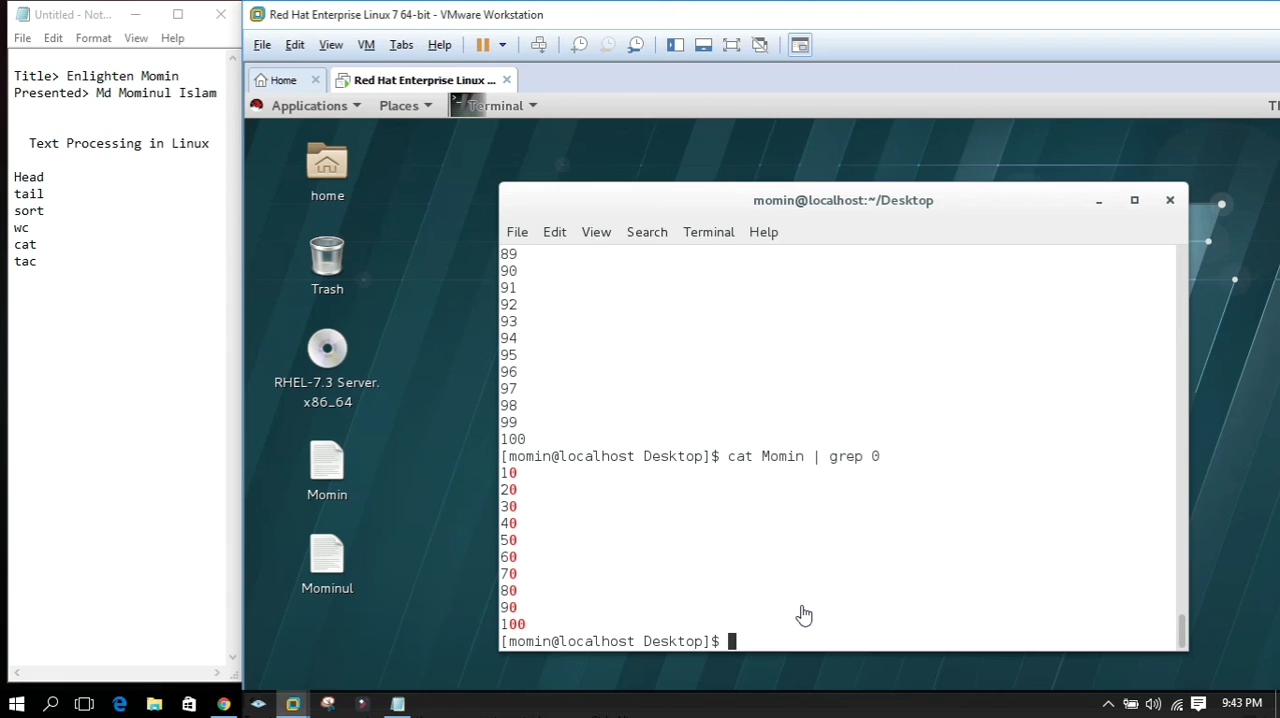 Untitled - Not...
File Edit Format View Help
Title> Enlighten Momin
Presented> Md Mominul Islam
Text Processing in Linux
Head
tail
sort
wc
cat
tac
Red Hat Enterprise Linux 7 64-bit - VMware Workstation
File Edit View VM Tabs Help
Home
Red Hat Enterprise Linux ...
Applications Places Terminal
home
Trash
RHEL-7.3 Server.
x86_64
Momin
Mominul
momin@localhost:~/Desktop
File Edit View Search Terminal Help
89
90
91
92
93
94
95
96
97
98
99
100
[momin@localhost Desktop]$ cat Momin | grep 0
10
20
30
40
50
60
70
80
90
100
[momin@localhost Desktop]$
9:43 PM